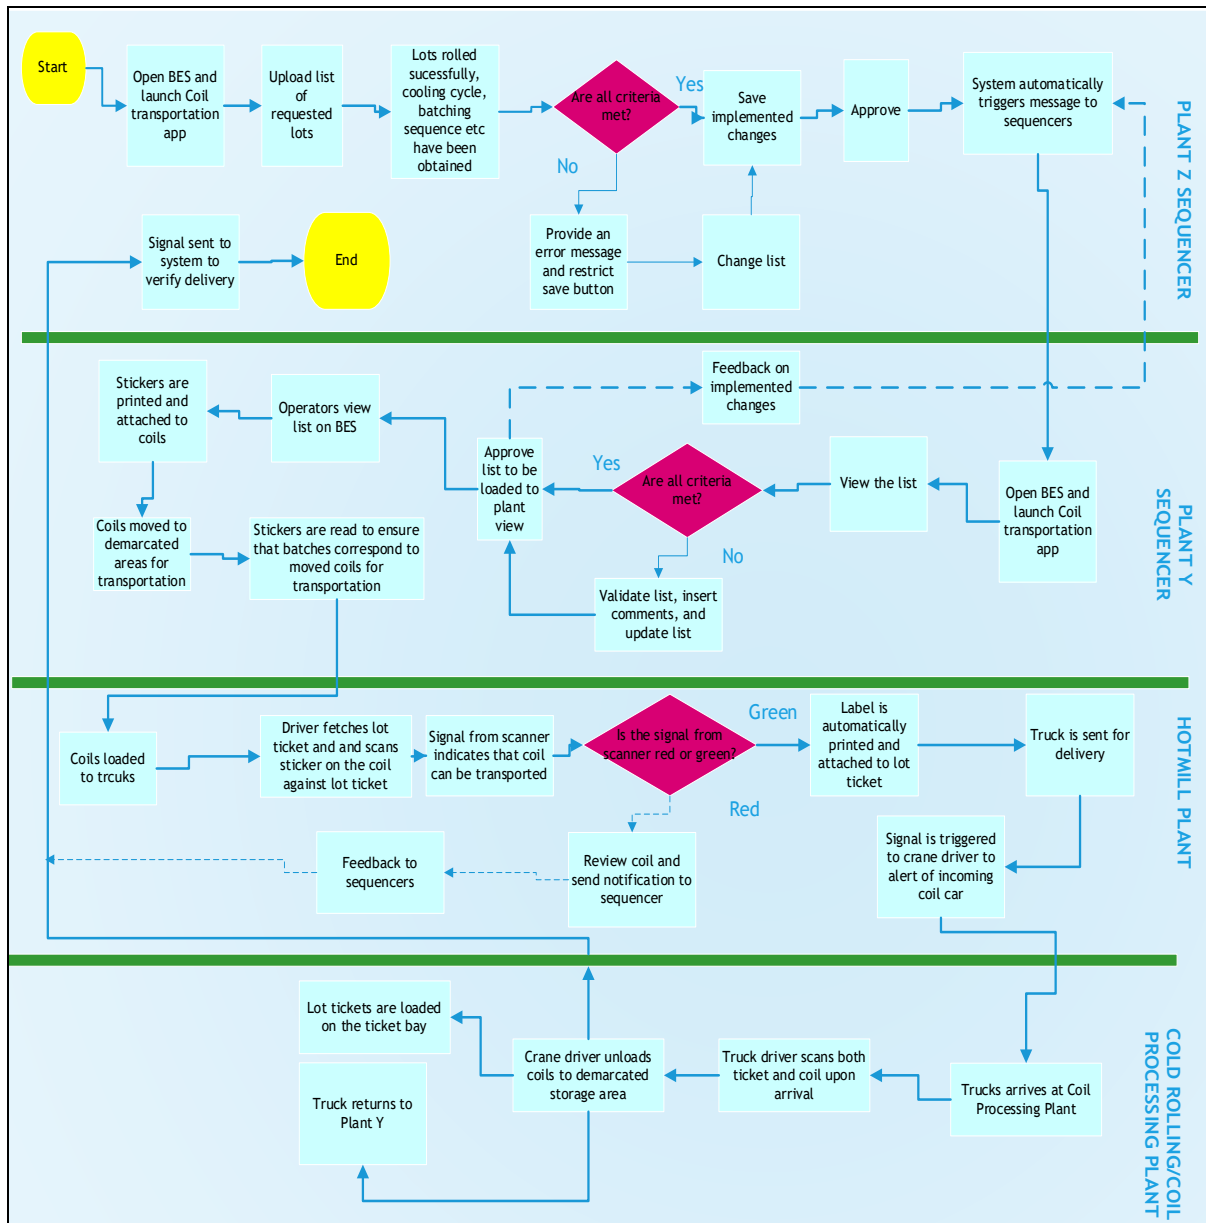 Start
Open BES and
launch Coil
transportation
app
Upload list
of
requested
lots
Lots rolled
sucessfully,
cooling cycle,
batching
sequence etc
have been
obtained
Are all criteria
met?
Yes
No
Save
implemented
changes
Approve
System automatically
triggers message to
sequencers
PLANT Z SEQUENCER
Signal sent to
system to
verify delivery
End
Provide an
error message
and restrict
save button
Change list
Stickers are
printed and
attached to
coils
Operators view
list on BES
Feedback on
implemented
changes
Approve
list to be
loaded to
plant
view
Yes
Are all criteria
met?
No
View the list
Open BES and
launch Coil
transportation
app
PLANT Y
SEQUENCER
Coils moved to
demarcated
areas for
transportation
Stickers are read to ensure
that batches correspond to
moved coils for
transportation
Validate list, insert
comments, and
update list
Coils loaded
to trcuks
Driver fetches lot
ticket and and scans
sticker on the coil
against lot ticket
Signal from scanner
indicates that coil
can be transported
Is the signal from
scanner red or green?
Green
Red
Label is
automatically
printed and
attached to lot
ticket
Truck is sent for
delivery
HOTMILL PLANT
Feedback to
sequencers
Review coil and
send notification to
sequencer
Signal is triggered
to crane driver to
alert of incoming
coil car
Lot tickets are loaded
on the ticket bay
Crane driver unloads
coils to demarcated
storage area
Truck driver scans both
ticket and coil upon
arrival
Trucks arrives at Coil
Processing Plant
Truck returns to
Plant Y
COLD ROLLING/COIL
PROCESSING PLANT